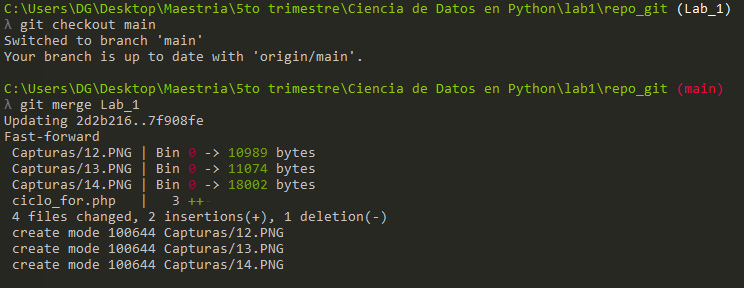 C:\Users\DG\Desktop\Maestria\5to trimestre\Ciencia de Datos en Python\lab1\repo_git (Lab_1)
λ git checkout main
Switched to branch 'main'
Your branch is up to date with 'origin/main'.
C:\Users\DG\Desktop\Maestria\5to trimestre\Ciencia de Datos en Python\lab1\repo_git (main)
λ git merge Lab_1
Updating 2d2b216..7f908fe
Fast-forward
Capturas/12.PNG | Bin 0 -> 10989 bytes
Capturas/13.PNG | Bin 0 -> 11074 bytes
Capturas/14.PNG | Bin 0 -> 18002 bytes
ciclo_for.php | 3 ++-
4 files changed, 2 insertions(+), 1 deletion(-)
create mode 100644 Capturas/12.PNG
create mode 100644 Capturas/13.PNG
create mode 100644 Capturas/14.PNG